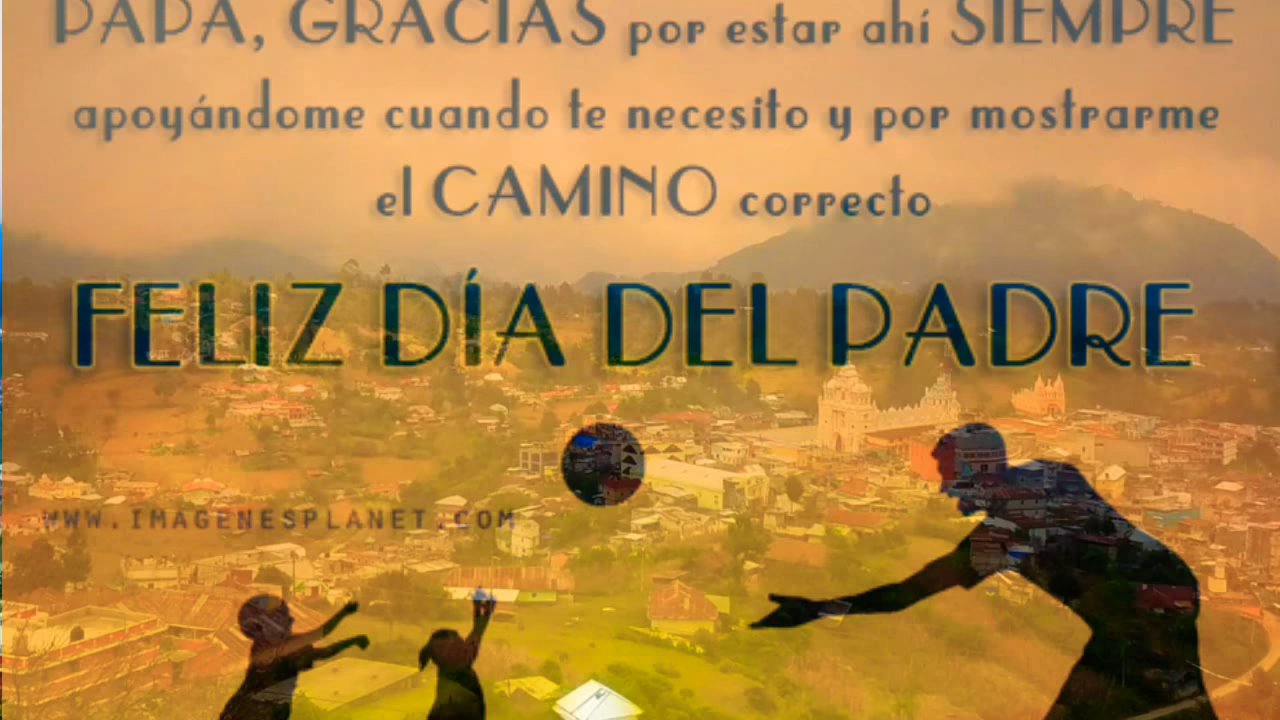 PAPÁ, GRACIAS por estar ahí SIEMPRE
apoyándome cuando te necesito y por mostrarme
el CAMINO correcto
FELIZ DÍA DEL PADRE
WWW.IMAGENESPLANET.COM